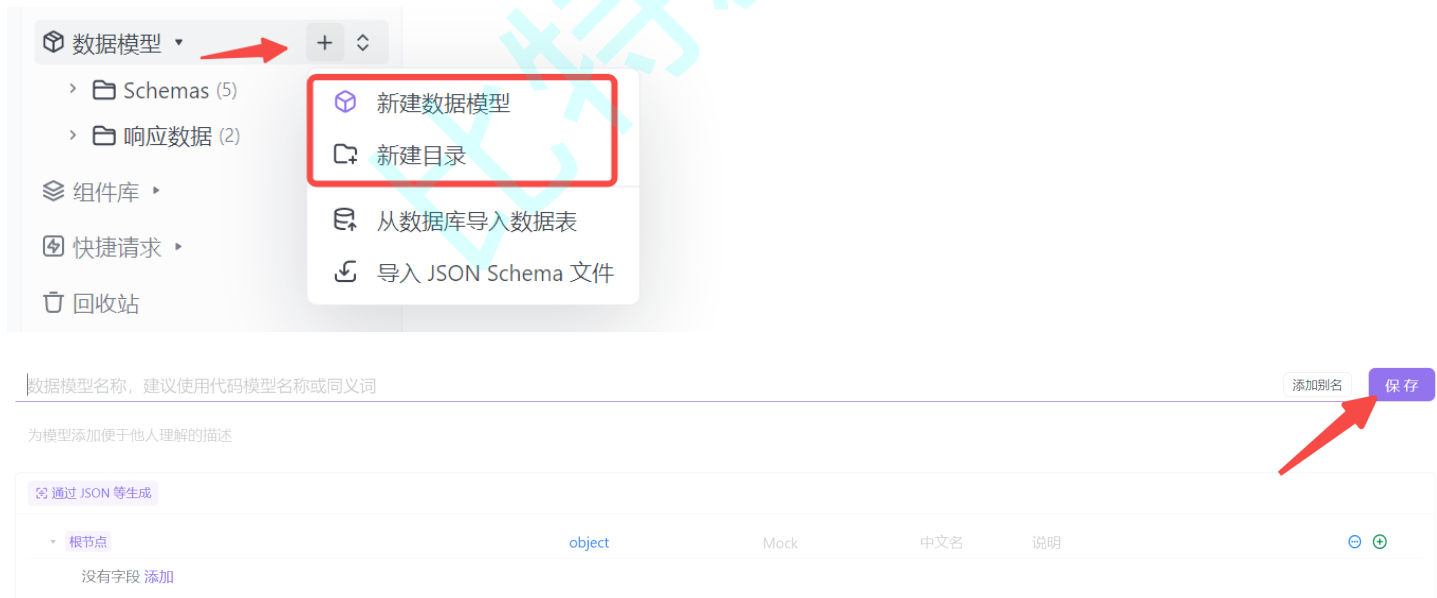 数据模型
Schemas (5)
响应数据 (2)
组件库
快捷请求
回收站
新建数据模型
新建目录
从数据库导入数据表
导入 JSON Schema 文件
比特
数据模型名称，建议使用代码模型名称或同义词
添加别名
保存
为模型添加便于他人理解的描述
通过 JSON 等生成
根节点 object Mock 中文名 说明
没有字段 添加